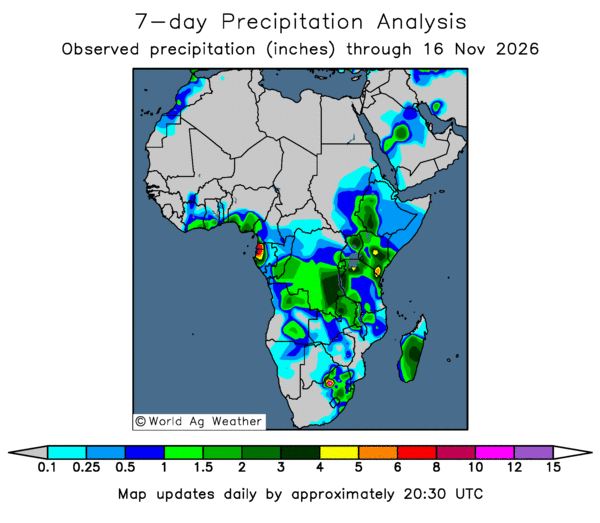 7-day Precipitation Analysis
Observed precipitation (inches) through 16 Nov 2026
© World Ag Weather
0.1 0.25 0.5 1 1.5 2 3 4 5 6 8 10 12 15
Map updates daily by approximately 20:30 UTC